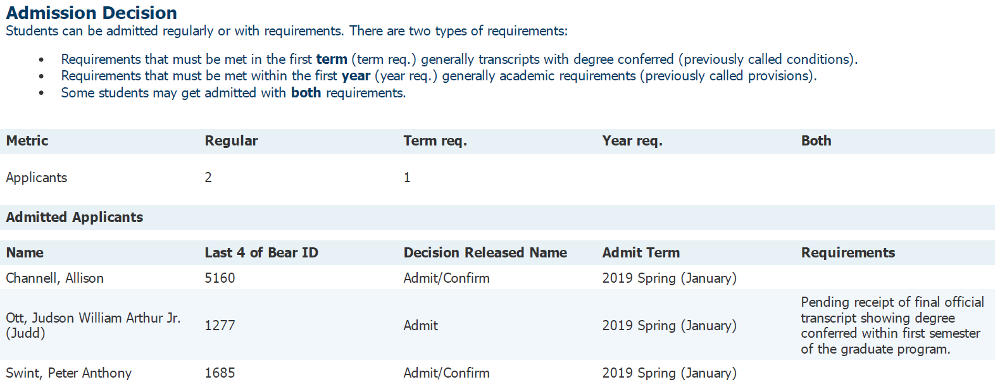 Admission Decision
Students can be admitted regularly or with requirements. There are two types of requirements:
• Requirements that must be met in the first term (term req.) generally transcripts with degree conferred (previously called conditions).
• Requirements that must be met within the first year (year req.) generally academic requirements (previously called provisions).
• Some students may get admitted with both requirements.
Metric Regular Term req. Year req. Both
Applicants 2 1
Admitted Applicants
Name Last 4 of Bear ID Decision Released Name Admit Term Requirements
Channell, Allison 5160 Admit/Confirm 2019 Spring (January)
Ott, Judson William Arthur Jr.
(Judd)
1277 Admit 2019 Spring (January)
Pending receipt of final official
transcript showing degree
conferred within first semester
of the graduate program.
Swint, Peter Anthony 1685 Admit/Confirm 2019 Spring (January)